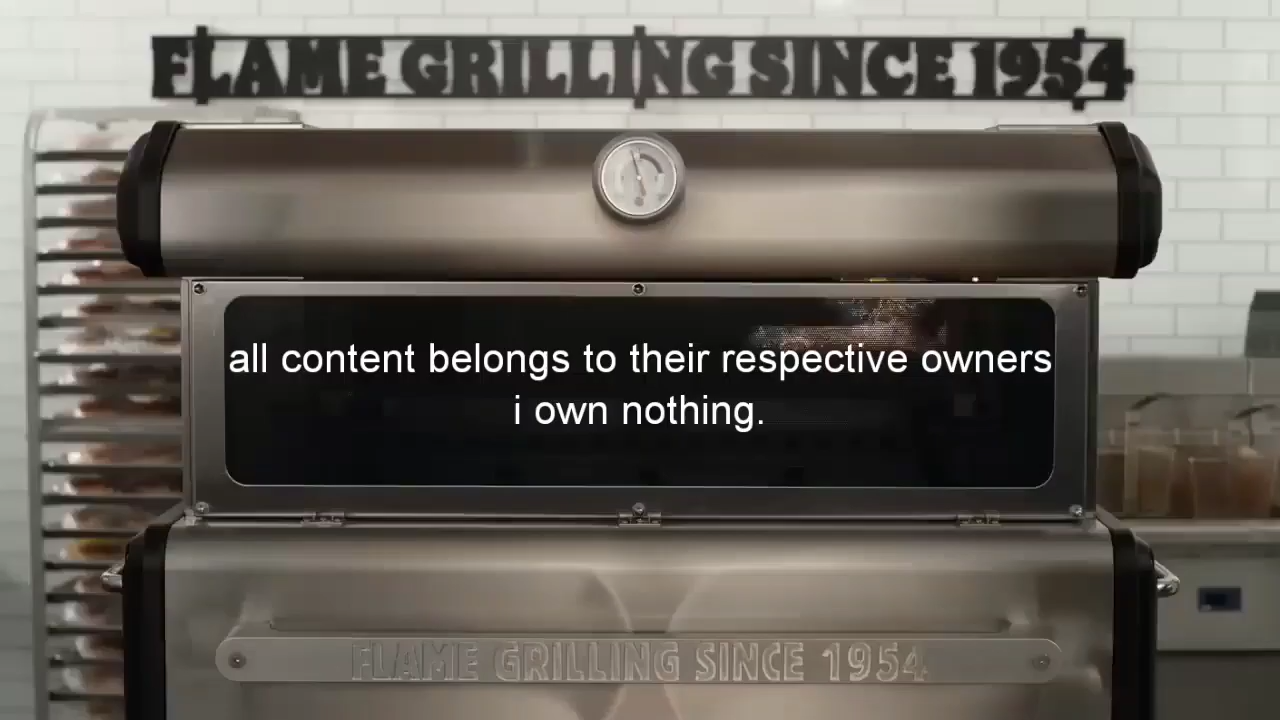 FLAME GRILLING SINCE 1954
all content belongs to their respective owners
i own nothing.
FLAME GRILLING SINCE 1954